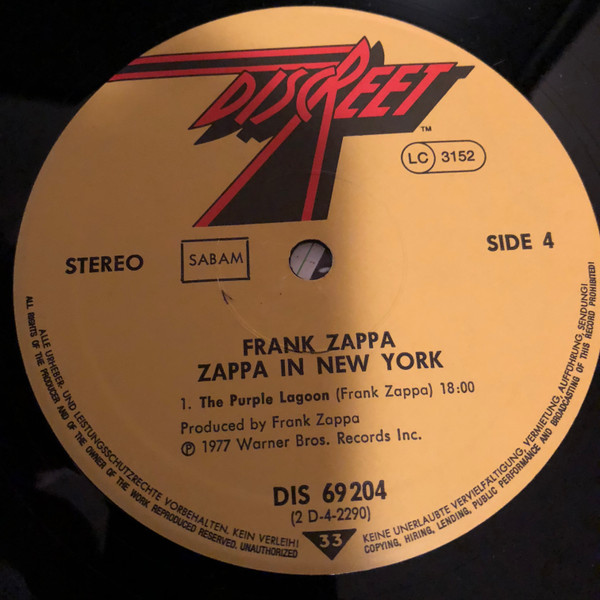 DISCREET
™
LC 3152
STEREO
SABAM
SIDE 4
FRANK ZAPPA
ZAPPA IN NEW YORK
1. The Purple Lagoon (Frank Zappa) 18:00
Produced by Frank Zappa
Ⓟ 1977 Warner Bros. Records Inc.
DIS 69 204
(2 D-4-2290)
33
ALLE URHEBER- UND LEISTUNGSSCHUTZRECHTE VORBEHALTEN. KEIN VERLEIH! KEINE UNERLAUBTE VERVIELFÄLTIGUNG, VERMIETUNG, AUFFÜHRUNG, SENDUNG!
ALL RIGHTS OF THE PRODUCER AND OF THE OWNER OF THE WORK REPRODUCED RESERVED. UNAUTHORIZED COPYING, HIRING, LENDING, PUBLIC PERFORMANCE AND BROADCASTING OF THIS RECORD PROHIBITED!